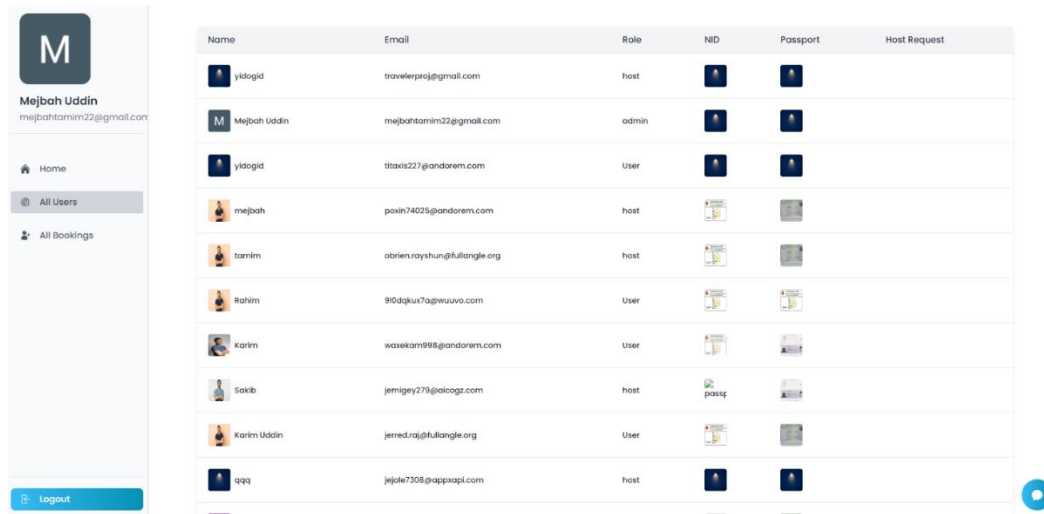 M
Mejbah Uddin
mejbahtamim22@gmail.com
Home
All Users
All Bookings
Logout
Name Email Role NID Passport Host Request
yidogid travelerproj@gmail.com host
M Mejbah Uddin mejbahtamim22@gmail.com admin
yidogid titaxis227@andorem.com User
mejbah poxin74025@andorem.com host
tamim obrien.rayshun@fullangle.org host
Rahim 9l0dqkux7a@wuuvo.com User
Karim waxekam998@andorem.com User
Sakib jemigey279@aicogz.com host passp
Karim Uddin jerred.raj@fullangle.org User
qqq jejole7308@appxapi.com host